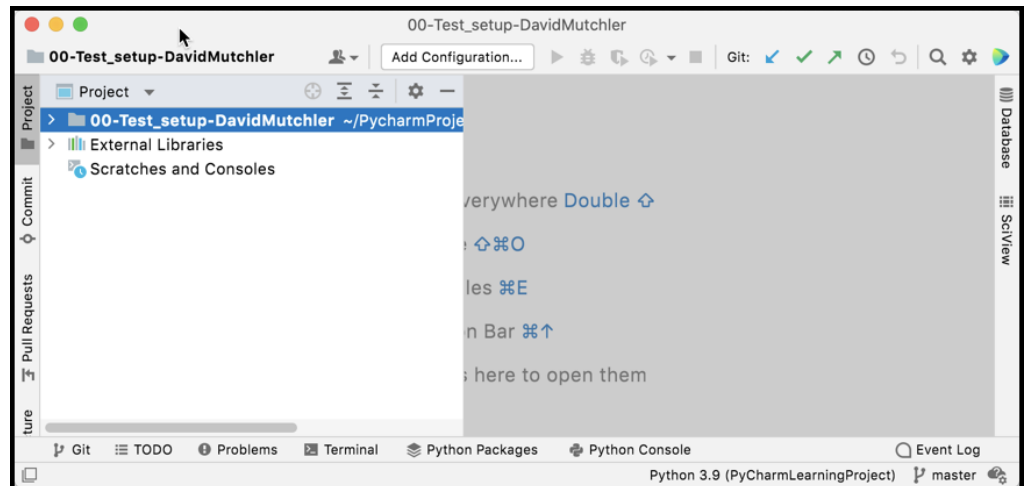 00-Test_setup-DavidMutchler
00-Test_setup-DavidMutchler Add Configuration... Git:
Project
Project
00-Test_setup-DavidMutchler ~/PycharmProje
External Libraries
Scratches and Consoles
Commit
Pull Requests
ture
verywhere Double ⇧
⇧⌘O
les ⌘E
n Bar ⌘↑
s here to open them
Database
SciView
Git TODO Problems Terminal Python Packages Python Console Event Log
Python 3.9 (PyCharmLearningProject) master